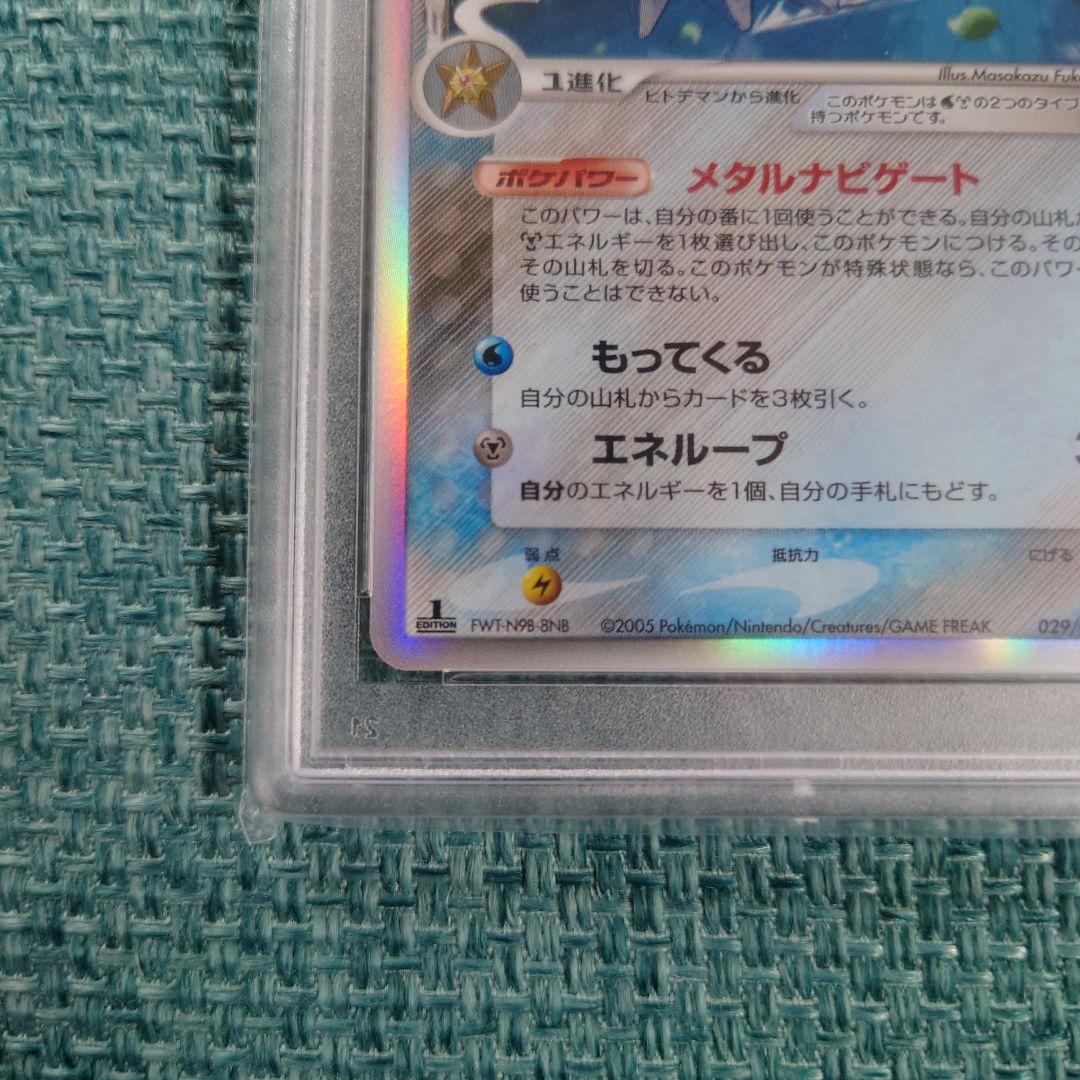 Illus.Masakazu Fuku
1進化
ヒトデマンから進化
このポケモンはの2つのタイプ
持つポケモンです。
ポケパワー メタルナビゲート
このパワーは、自分の番に1回使うことができる。自分の山札
エネルギーを1枚選び出し、このポケモンにつける。その
その山札を切る。このポケモンが特殊状態なら、このパワー
使うことはできない。
もってくる
自分の山札からカードを3枚引く。
エネループ
自分のエネルギーを1個、自分の手札にもどす。
弱点 抵抗力 にげる
1 EDITION FWT-N9B-8NB ©2005 Pokémon/Nintendo/Creatures/GAME FREAK 029/
21